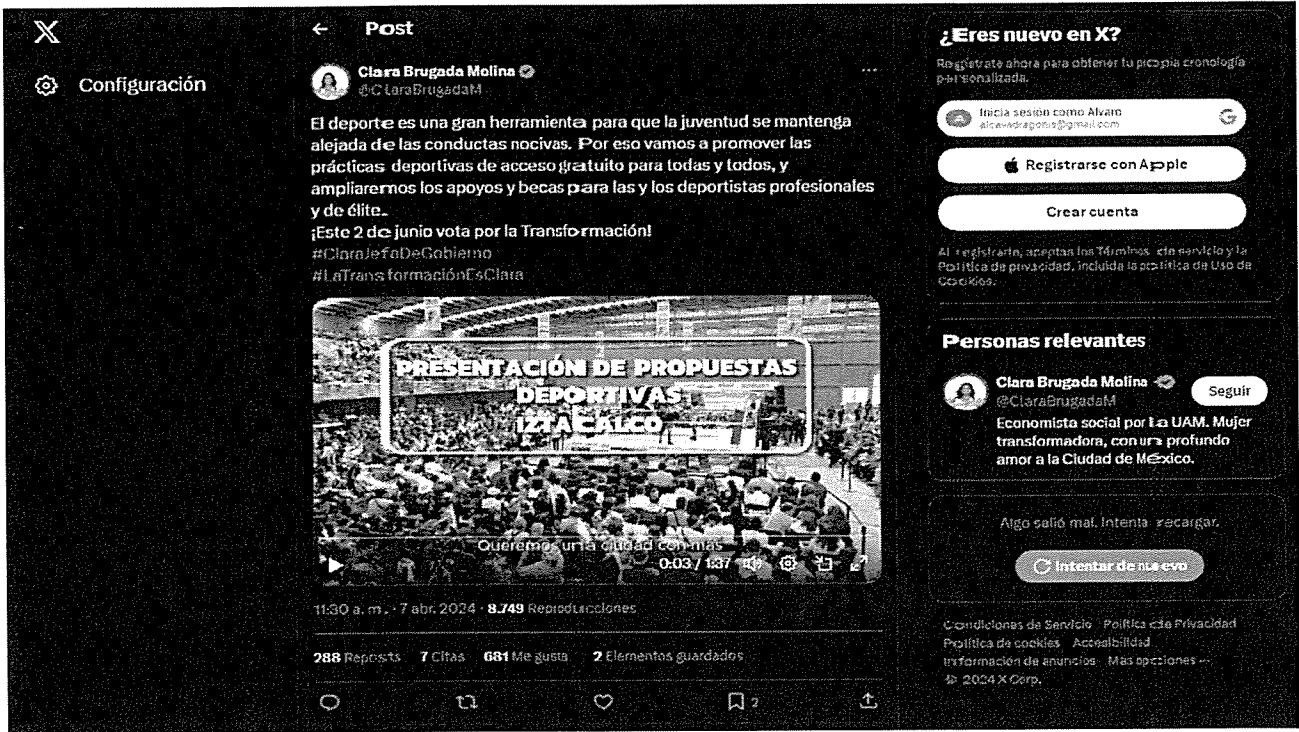 Configuración
Post
Clara Brugada Molina
@ClaraBrugadaM
El deporte es una gran herramienta para que la juventud se mantenga
alejada de las conductas nocivas. Por eso vamos a promover las
prácticas deportivas de acceso gratuito para todas y todos, y
ampliaremos los apoyos y becas para las y los deportistas profesionales
y de élite.
¡Este 2 de junio vota por la Transformación!
#ClaraJefaDeGobierno
#LaTransformaciónEsClara
PRESENTACIÓN DE PROPUESTAS
DEPORTIVAS
IZTACALCO
Queremos una ciudad con más
0:03 / 1:37
11:30 a. m. · 7 abr. 2024 · 8.749 Reproducciones
288 Reposts 7 Citas 681 Me gusta 2 Elementos guardados
2
¿Eres nuevo en X?
Regístrate ahora para obtener tu propia cronología
personalizada.
Inicia sesión como Alvaro
@gmail.com
Registrarse con Apple
Crear cuenta
Al registrarte, aceptas los Términos de servicio y la
Política de privacidad, incluida la política de Uso de
Cookies.
Personas relevantes
Clara Brugada Molina
@ClaraBrugadaM
Seguir
Economista social por La UAM. Mujer
transformadora, con un profundo
amor a la Ciudad de México.
Algo salió mal. Intenta recargar.
Intentar de nuevo
Condiciones de Servicio Política de Privacidad
Política de cookies Accesibilidad
Información de anuncios Más opciones ···
© 2024 X Corp.